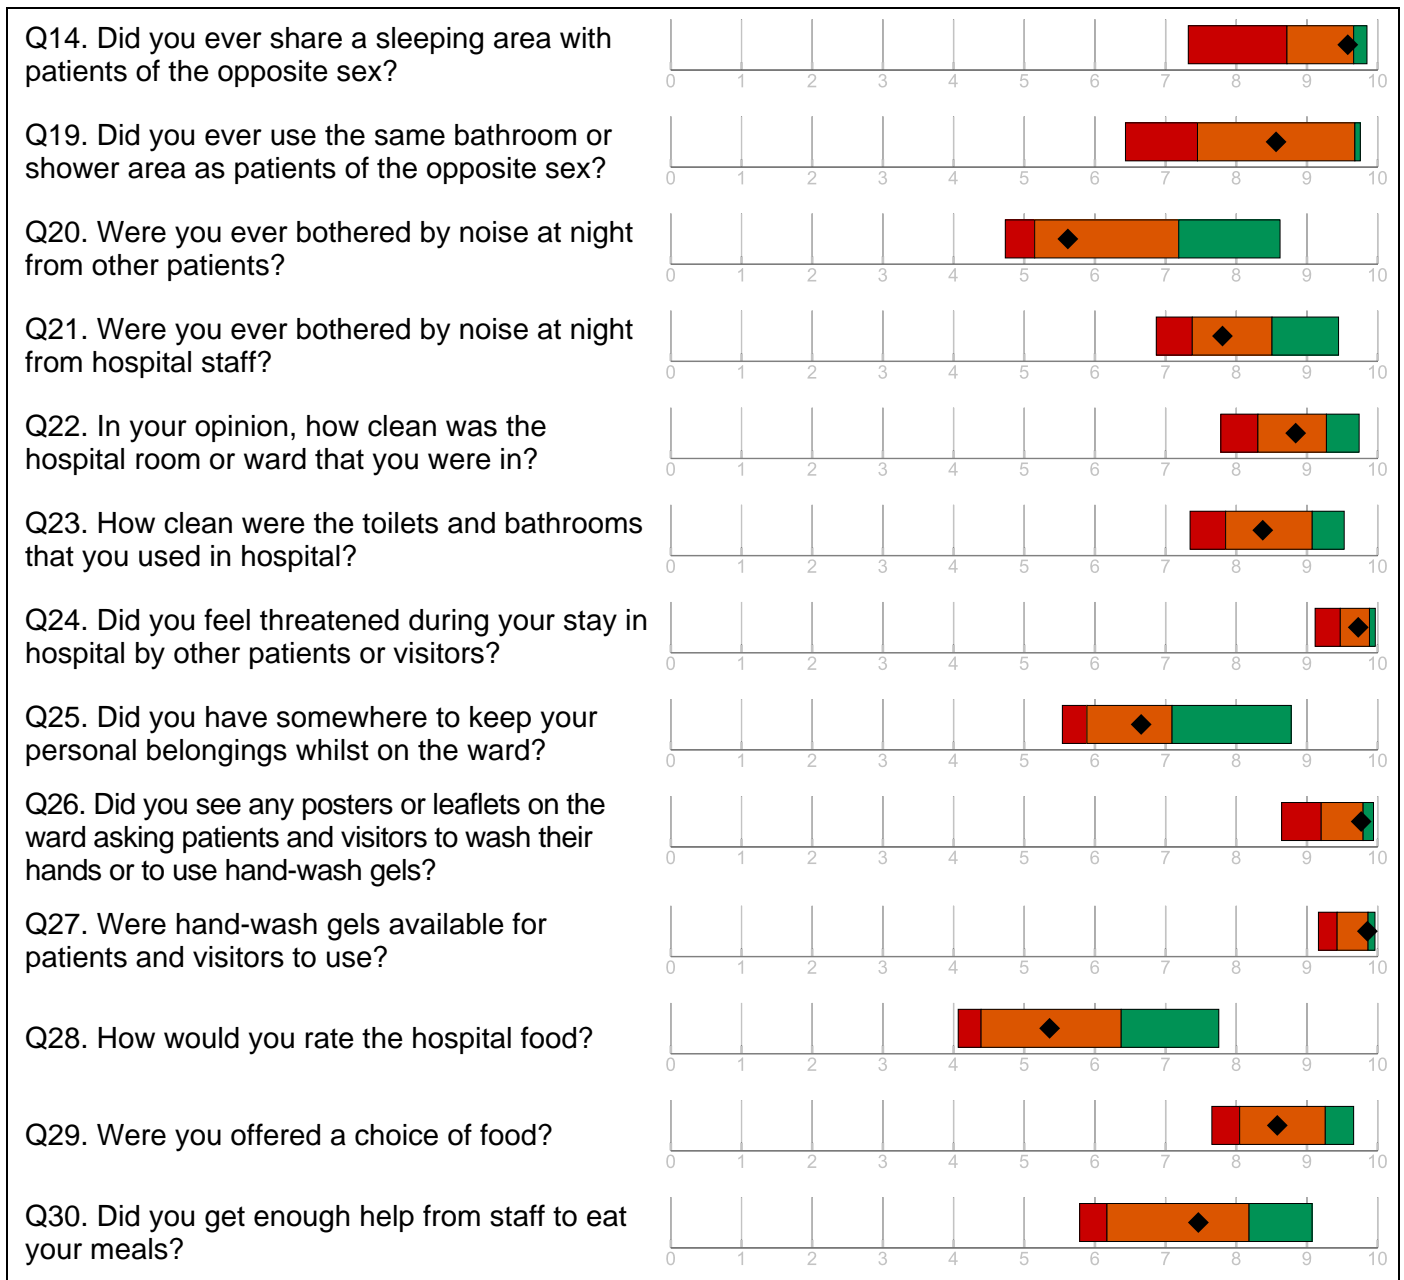 Q14. Did you ever share a sleeping area with
patients of the opposite sex?
0 1 2 3 4 5 6 7 8 9 10
Q19. Did you ever use the same bathroom or
shower area as patients of the opposite sex?
0 1 2 3 4 5 6 7 8 9 10
Q20. Were you ever bothered by noise at night
from other patients?
0 1 2 3 4 5 6 7 8 9 10
Q21. Were you ever bothered by noise at night
from hospital staff?
0 1 2 3 4 5 6 7 8 9 10
Q22. In your opinion, how clean was the
hospital room or ward that you were in?
0 1 2 3 4 5 6 7 8 9 10
Q23. How clean were the toilets and bathrooms
that you used in hospital?
0 1 2 3 4 5 6 7 8 9 10
Q24. Did you feel threatened during your stay in
hospital by other patients or visitors?
0 1 2 3 4 5 6 7 8 9 10
Q25. Did you have somewhere to keep your
personal belongings whilst on the ward?
0 1 2 3 4 5 6 7 8 9 10
Q26. Did you see any posters or leaflets on the
ward asking patients and visitors to wash their
hands or to use hand-wash gels?
0 1 2 3 4 5 6 7 8 9 10
Q27. Were hand-wash gels available for
patients and visitors to use?
0 1 2 3 4 5 6 7 8 9 10
Q28. How would you rate the hospital food?
0 1 2 3 4 5 6 7 8 9 10
Q29. Were you offered a choice of food?
0 1 2 3 4 5 6 7 8 9 10
Q30. Did you get enough help from staff to eat
your meals?
0 1 2 3 4 5 6 7 8 9 10